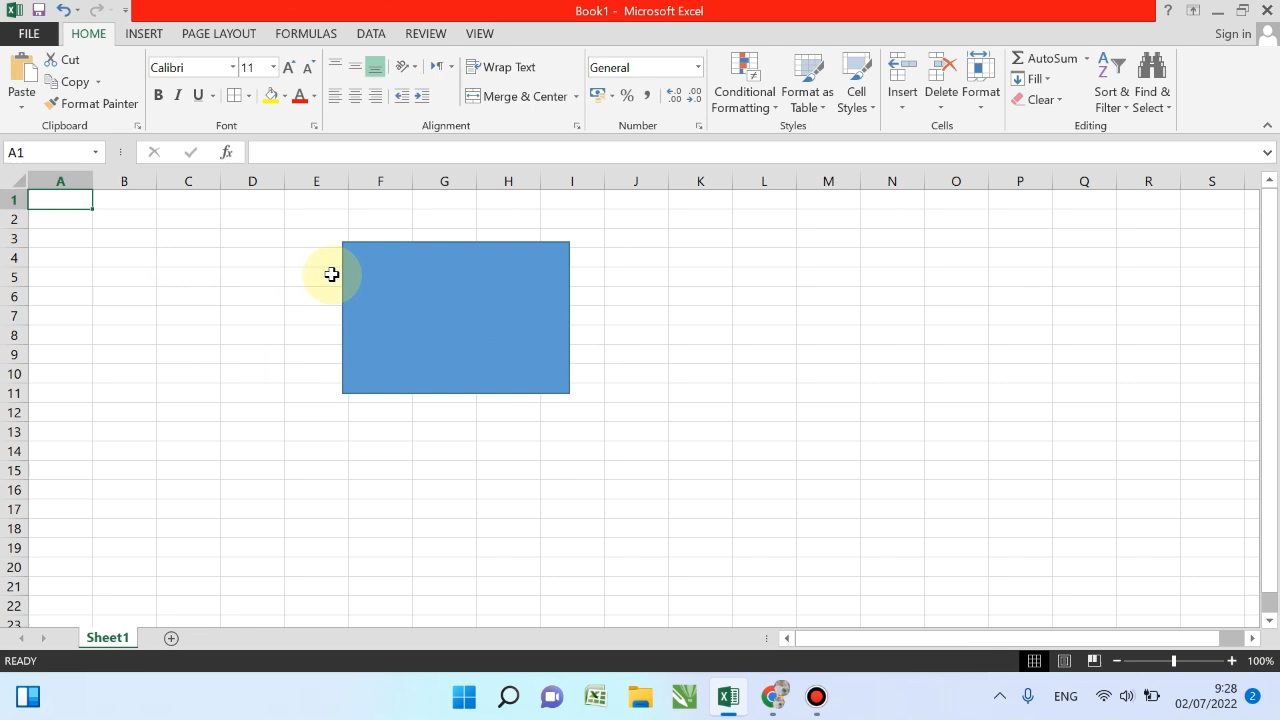 Book1 - Microsoft Excel
FILE HOME INSERT PAGE LAYOUT FORMULAS DATA REVIEW VIEW Sign in
Paste Cut Copy Format Painter
Clipboard
Calibri 11
B I U A
Font
Wrap Text
Merge & Center
Alignment
General
%
Number
Conditional Formatting
Format as Table
Cell Styles
Styles
Insert Delete Format
Cells
AutoSum
Fill
Clear
Sort & Filter
Find & Select
Editing
A1 fx
A B C D E F G H I J K L M N O P Q R S
1
2
3
4
5
6
7
8
9
10
11
12
13
14
15
16
17
18
19
20
21
22
23
Sheet1
READY 100%
ENG 9:28
02/07/2022 2